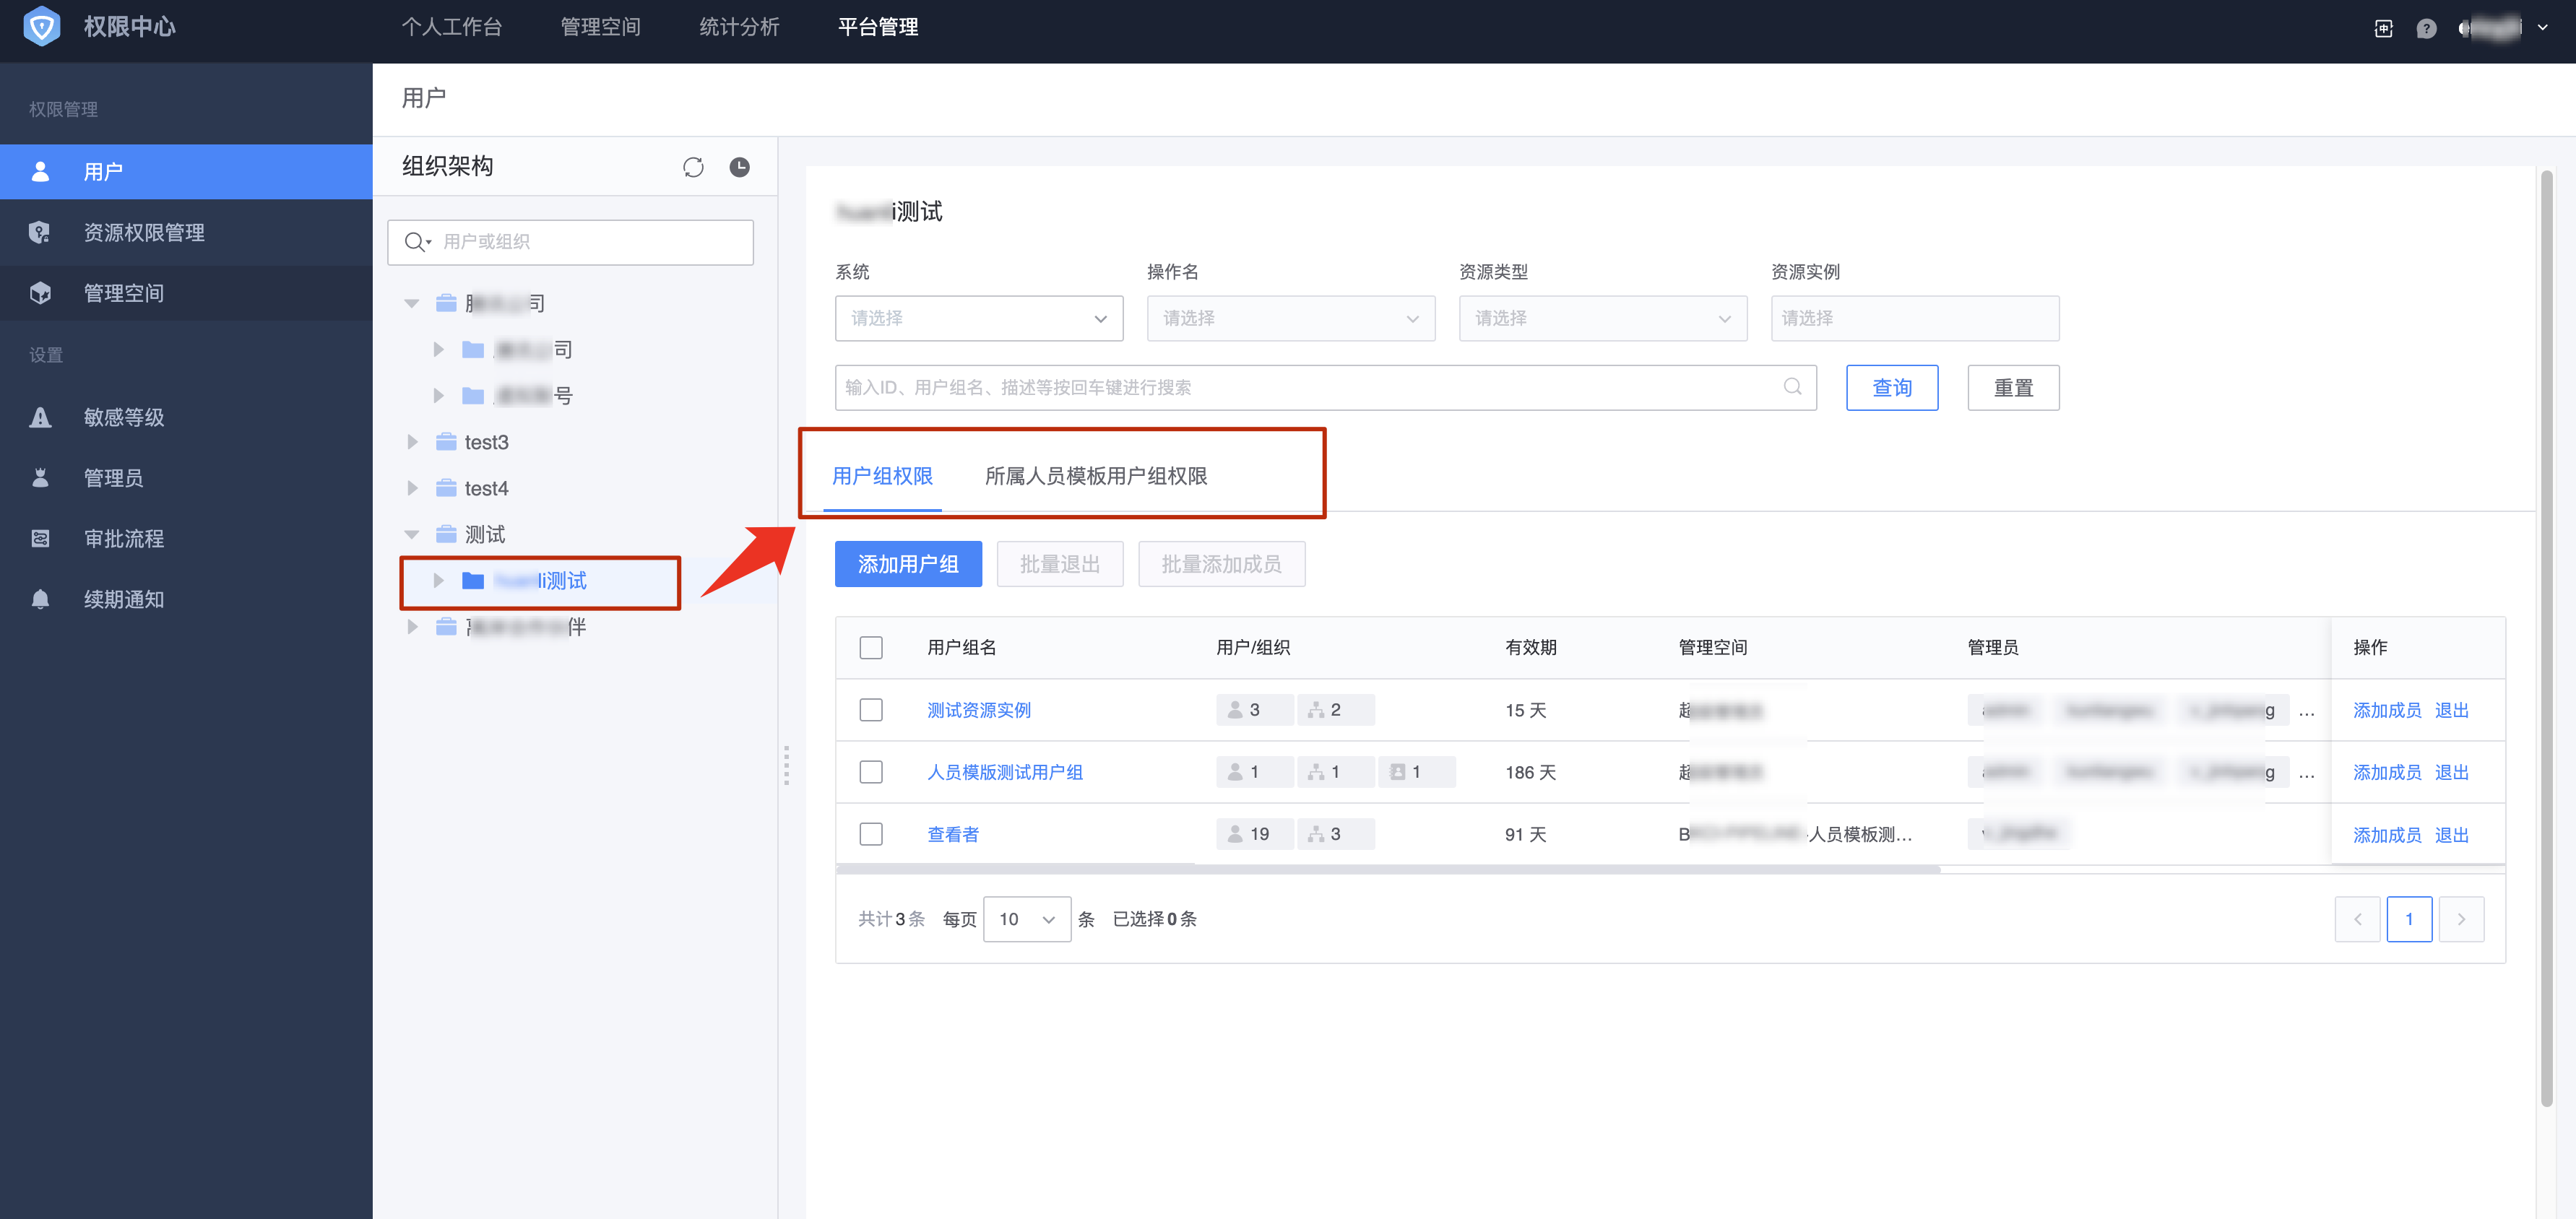 权限中心
个人工作台 管理空间 统计分析 平台管理
权限管理
用户
资源权限管理
管理空间
设置
敏感等级
管理员
审批流程
续期通知
用户
组织架构
用户或组织
司
司
号
test3
test4
测试
i测试
伴
i测试
系统 操作名 资源类型 资源实例
请选择 请选择 请选择 请选择
输入ID、用户组名、描述等按回车键进行搜索 查询 重置
用户组权限 所属人员模板用户组权限
添加用户组 批量退出 批量添加成员
用户组名 用户/组织 有效期 管理空间 管理员 操作
测试资源实例 3 2 15 天 超 g ... 添加成员 退出
人员模版测试用户组 1 1 1 186 天 超 g ... 添加成员 退出
查看者 19 3 91 天 B 人员模板测... 添加成员 退出
共计3条 每页 10 条 已选择0条 1